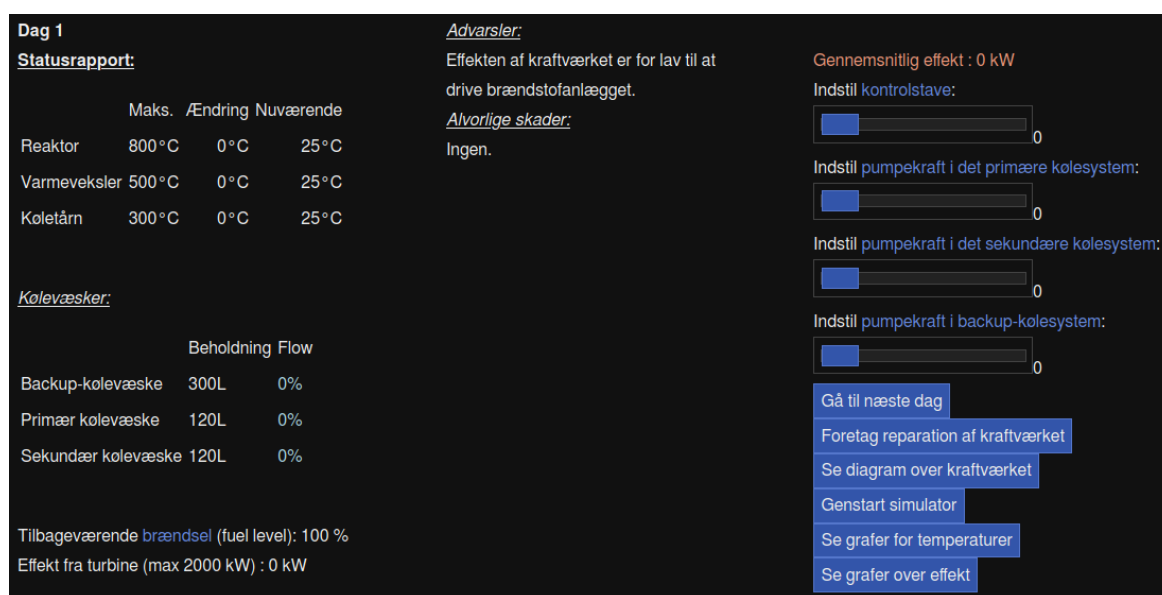 Dag 1
Statusrapport:
Maks. Ændring Nuværende
Reaktor 800°C 0°C 25°C
Varmeveksler 500°C 0°C 25°C
Køletårn 300°C 0°C 25°C
Kølevæsker:
Beholdning Flow
Backup-kølevæske 300L 0%
Primær kølevæske 120L 0%
Sekundær kølevæske 120L 0%
Tilbageværende brændsel (fuel level): 100 %
Effekt fra turbine (max 2000 kW) : 0 kW
Advarsler:
Effekten af kraftværket er for lav til at
drive brændstofanlægget.
Alvorlige skader:
Ingen.
Gennemsnitlig effekt : 0 kW
Indstil kontrolstave:
0
Indstil pumpekraft i det primære kølesystem:
0
Indstil pumpekraft i det sekundære kølesystem:
0
Indstil pumpekraft i backup-kølesystem:
0
Gå til næste dag
Foretag reparation af kraftværket
Se diagram over kraftværket
Genstart simulator
Se grafer for temperaturer
Se grafer over effekt